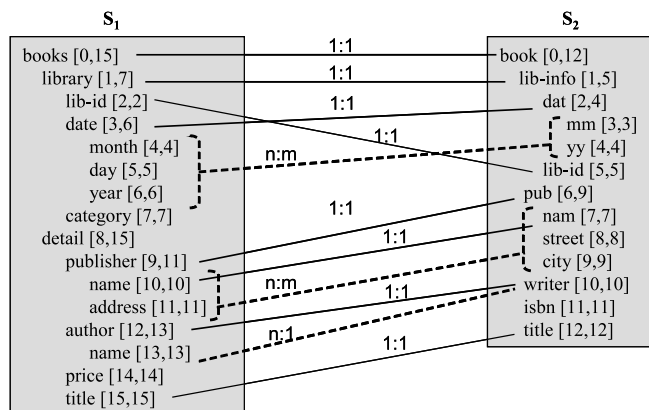 S1
books [0,15]
library [1,7]
lib-id [2,2]
date [3,6]
month [4,4]
day [5,5]
year [6,6]
category [7,7]
detail [8,15]
publisher [9,11]
name [10,10]
address [11,11]
author [12,13]
name [13,13]
price [14,14]
title [15,15]
1:1
1:1
1:1
1:1
n:m
1:1
1:1
n:m
1:1
n:1
1:1
S2
book [0,12]
lib-info [1,5]
dat [2,4]
mm [3,3]
yy [4,4]
lib-id [5,5]
pub [6,9]
nam [7,7]
street [8,8]
city [9,9]
writer [10,10]
isbn [11,11]
title [12,12]